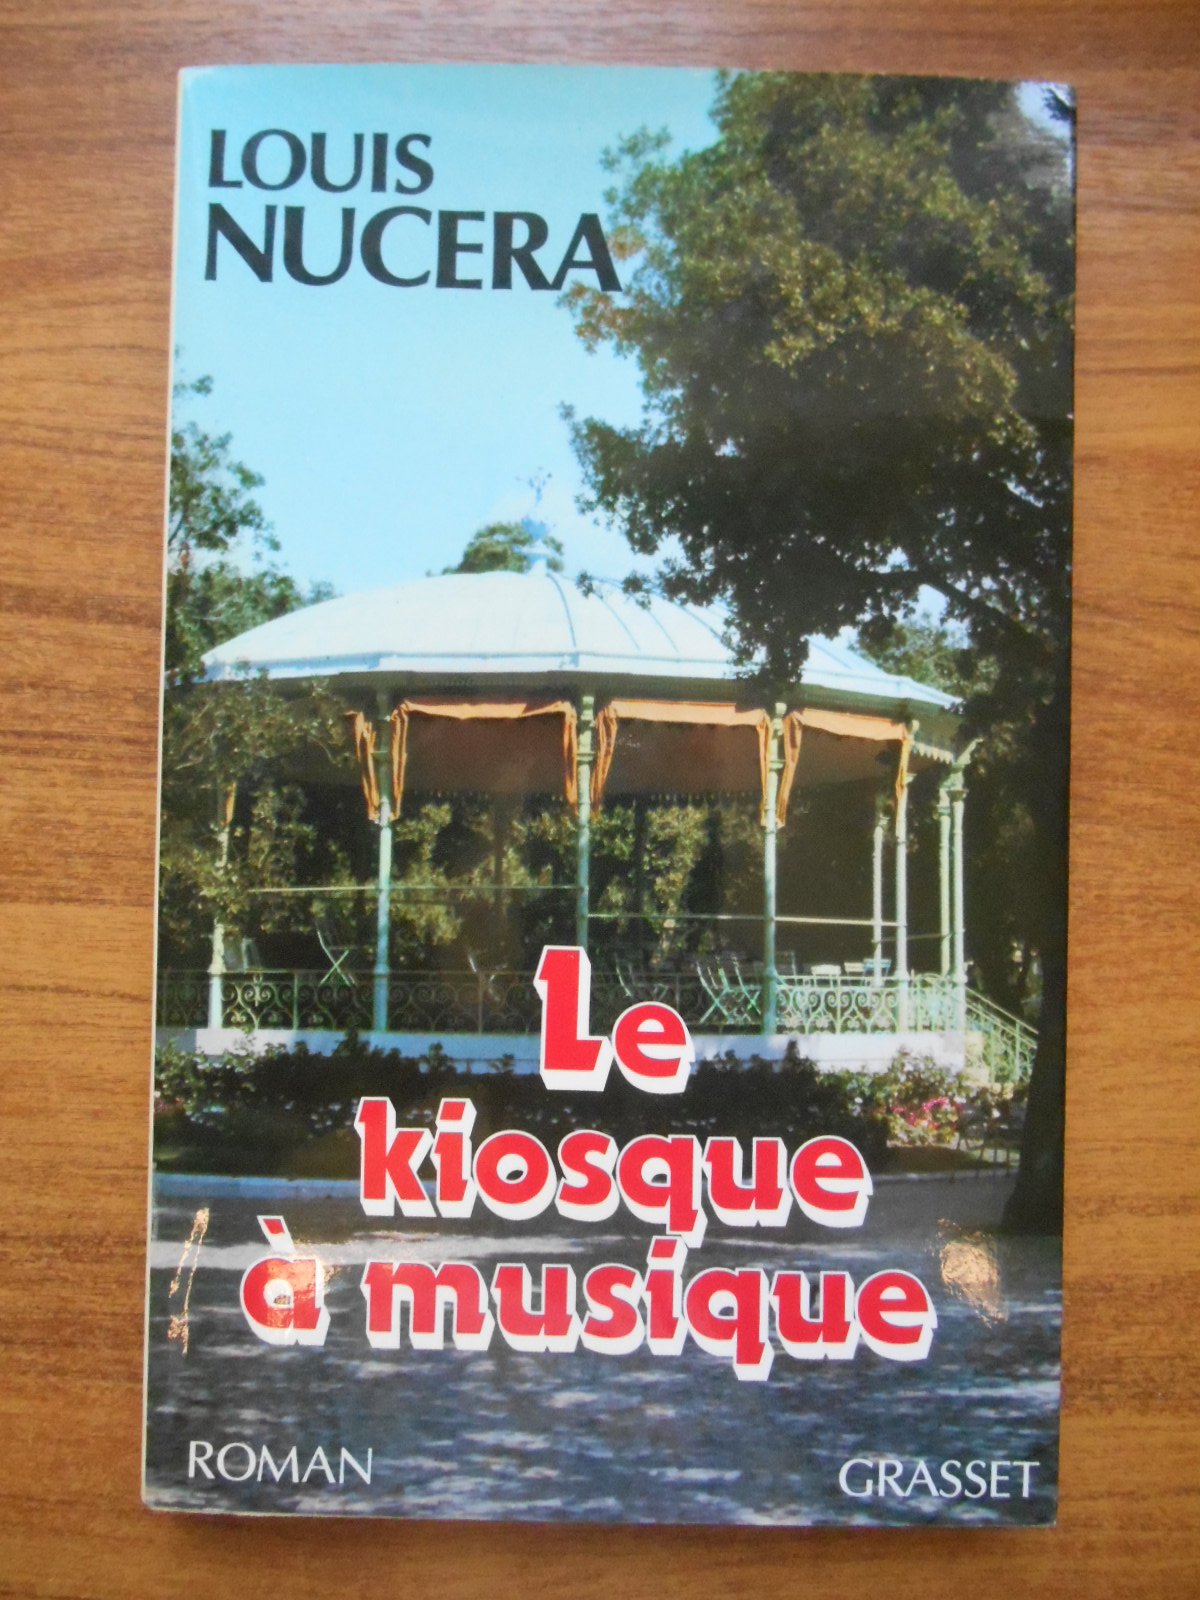 LOUIS
NUCERA
Le
kiosque
à musique
ROMAN
GRASSET